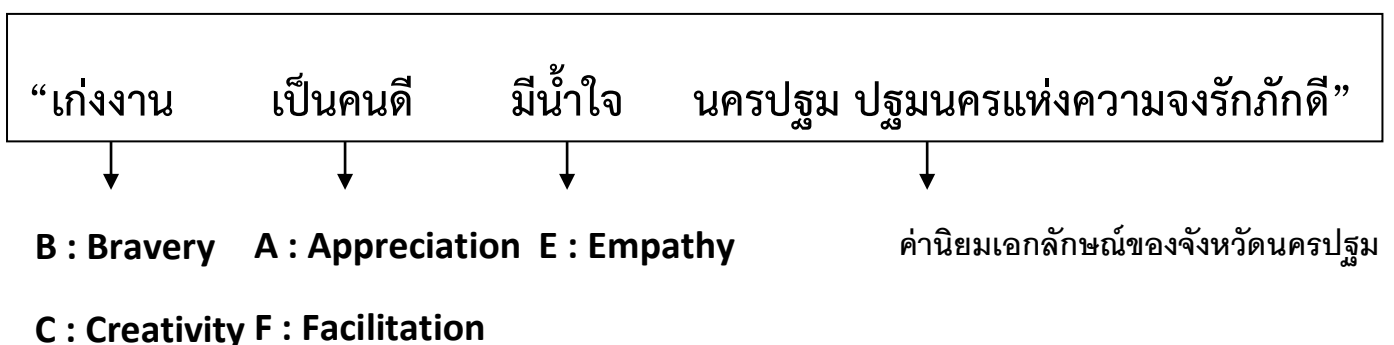 “เก่งงาน เป็นคนดี มีน้ำใจ นครปฐม ปฐมนครแห่งความจงรักภักดี”
B : Bravery A : Appreciation E : Empathy ค่านิยมเอกลักษณ์ของจังหวัดนครปฐม
C : Creativity F : Facilitation